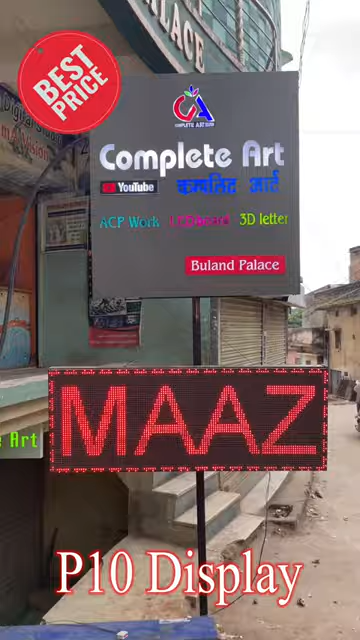 PALACE
BEST
PRICE
COMPLETE ART
Complete Art
YouTube
कम्पलिट आर्ट
ACP Work LED board 3D letter
Buland Palace
MAAZ
Art
P10 Display